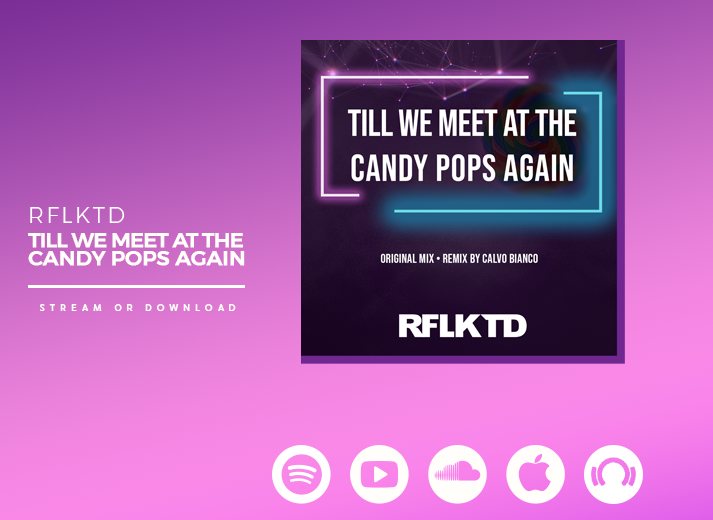 RFLKTD
TILL WE MEET AT THE
CANDY POPS AGAIN
STREAM OR DOWNLOAD
TILL WE MEET AT THE
CANDY POPS AGAIN
ORIGINAL MIX • REMIX BY CALVO BIANCO
RFLKTD